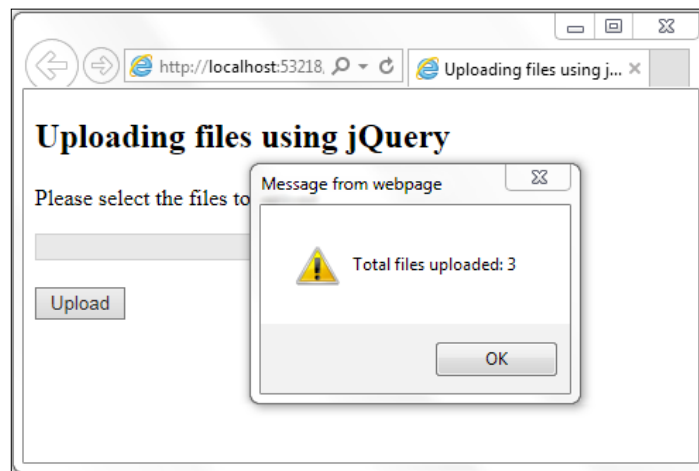 http://localhost:53218,
Uploading files using j...
Uploading files using jQuery
Please select the files to
Message from webpage
Total files uploaded: 3
OK
Upload